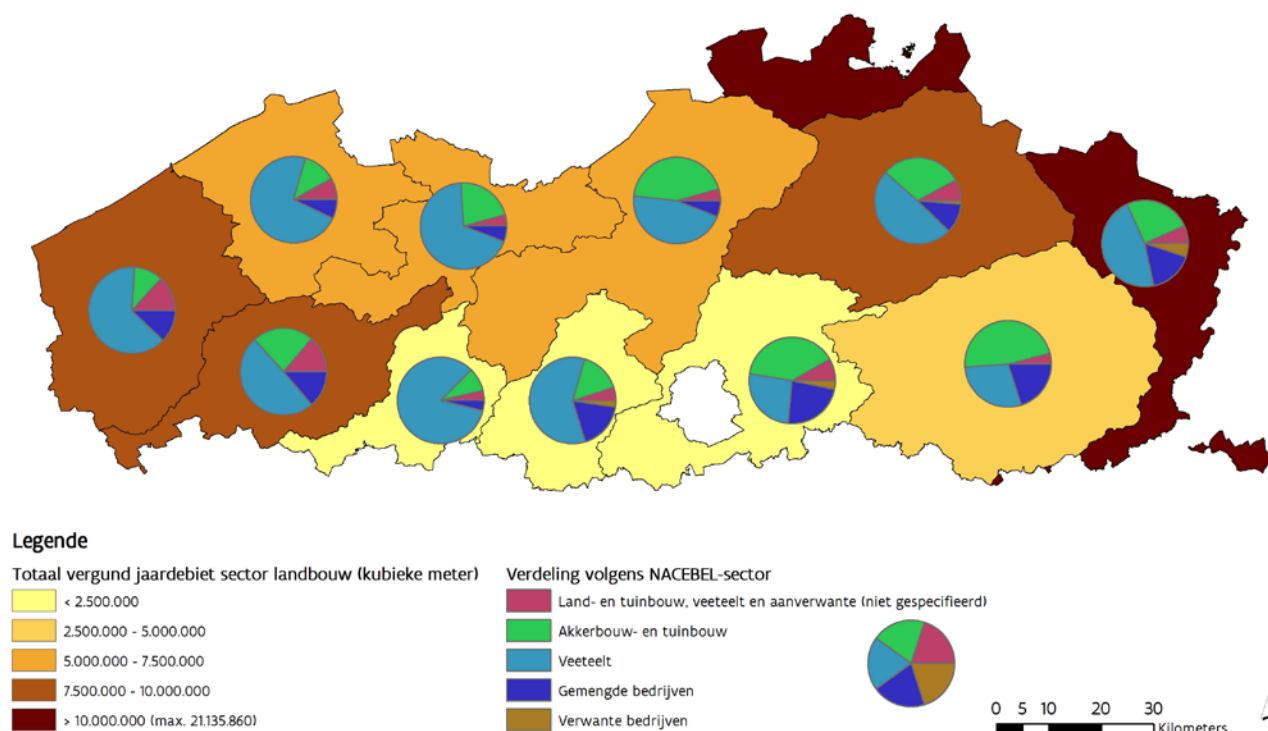 Legende
Totaal vergund jaardebiet sector landbouw (kubieke meter)
< 2.500.000
2.500.000 - 5.000.000
5.000.000 - 7.500.000
7.500.000 - 10.000.000
> 10.000.000 (max. 21.135.860)
Verdeling volgens NACEBEL-sector
Land- en tuinbouw, veeteelt en aanverwante (niet gespecifieerd)
Akkerbouw- en tuinbouw
Veeteelt
Gemengde bedrijven
Verwante bedrijven
0 5 10 20 30
Kilometers